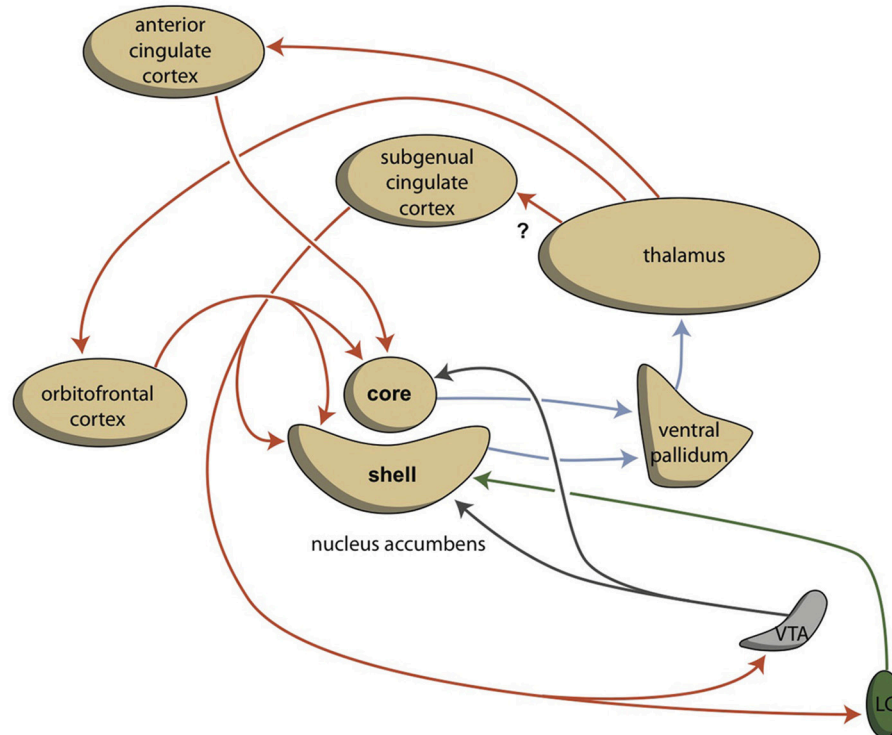 anterior
cingulate
cortex
subgenual
cingulate
cortex
?
thalamus
orbitofrontal
cortex
core
ventral
pallidum
shell
nucleus accumbens
VTA